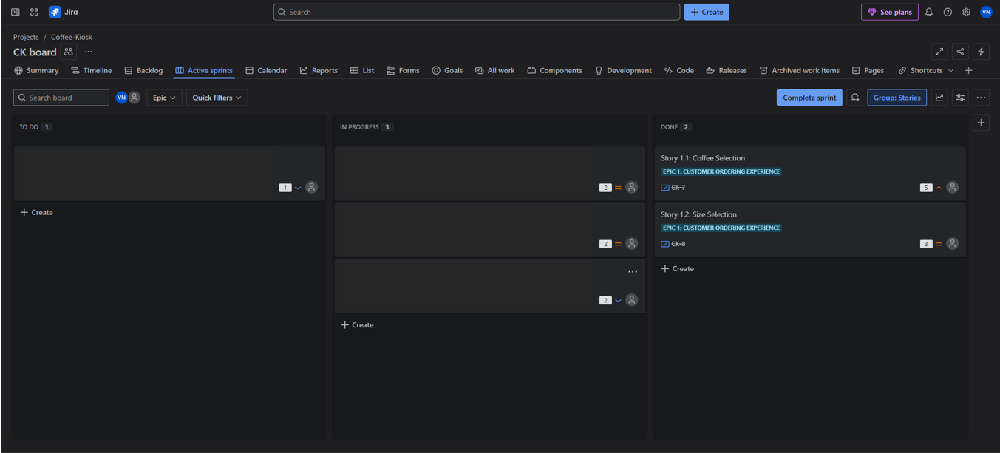 Jira
Search
Create
See plans
VN
Projects / Coffee-Kiosk
CK board
Summary
Timeline
Backlog
Active sprints
Calendar
Reports
List
Forms
Goals
All work
Components
Development
Code
Releases
Archived work items
Pages
Shortcuts
Search board
VN
Epic
Quick filters
Complete sprint
Group: Stories
TO DO 1
1
Create
IN PROGRESS 3
2
2
2
Create
DONE 2
Story 1.1: Coffee Selection
EPIC 1: CUSTOMER ORDERING EXPERIENCE
CK-7
5
Story 1.2: Size Selection
EPIC 1: CUSTOMER ORDERING EXPERIENCE
CK-8
3
Create